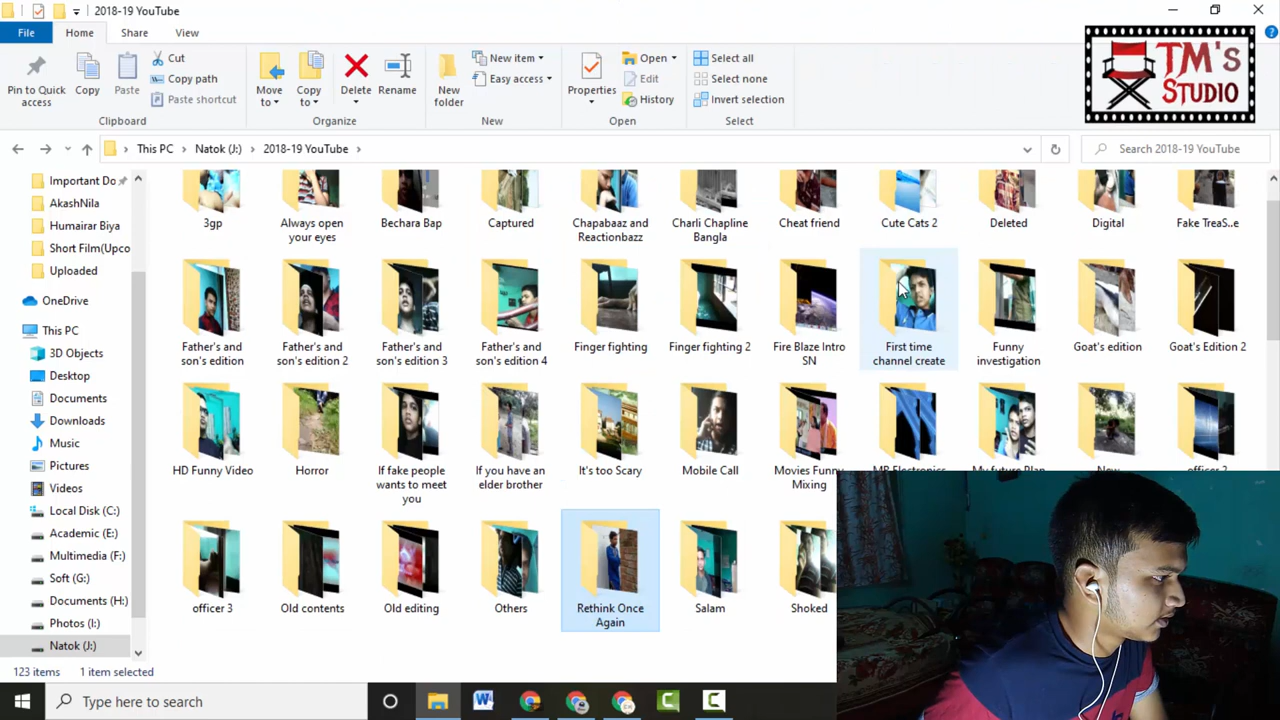 2018-19 YouTube
File
Home
Share
View
Pin to Quick access
Copy
Paste
Cut
Copy path
Paste shortcut
Clipboard
Move to
Copy to
Delete
Rename
Organize
New folder
New item
Easy access
New
Properties
Open
Edit
History
Open
Select all
Select none
Invert selection
Select
TM's
STUDIO
This PC
Natok (J:)
2018-19 YouTube
Search 2018-19 YouTube
Important Do
AkashNila
Humairar Biya
Short Film(Upco
Uploaded
OneDrive
This PC
3D Objects
Desktop
Documents
Downloads
Music
Pictures
Videos
Local Disk (C:)
Academic (E:)
Multimedia (F:)
Soft (G:)
Documents (H:)
Photos (I:)
Natok (J:)
3gp
Always open your eyes
Bechara Bap
Captured
Chapabaaz and Reactionbazz
Charli Chapline Bangla
Cheat friend
Cute Cats 2
Deleted
Digital
Fake TreaS..e
Father's and son's edition
Father's and son's edition 2
Father's and son's edition 3
Father's and son's edition 4
Finger fighting
Finger fighting 2
Fire Blaze Intro SN
First time channel create
Funny investigation
Goat's edition
Goat's Edition 2
HD Funny Video
Horror
If fake people wants to meet you
If you have an elder brother
It's too Scary
Mobile Call
Movies Funny Mixing
MR Electronics
My future Plan
New
officer 2
officer 3
Old contents
Old editing
Others
Rethink Once Again
Salam
Shoked
123 items
1 item selected
Type here to search